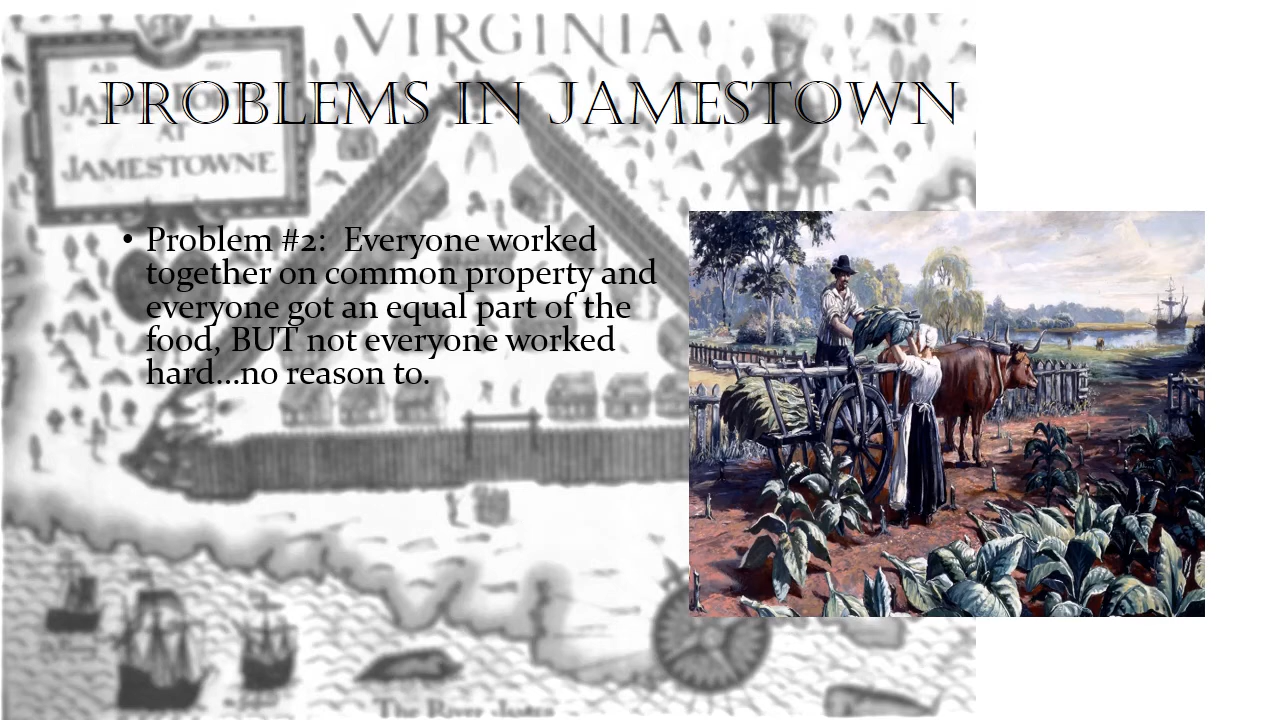 VIRGINIA
PROBLEMS IN JAMESTOWN
AT
JAMESTOWNE
• Problem #2:  Everyone worked
together on common property and
everyone got an equal part of the
food, BUT not everyone worked
hard...no reason to.
The River James